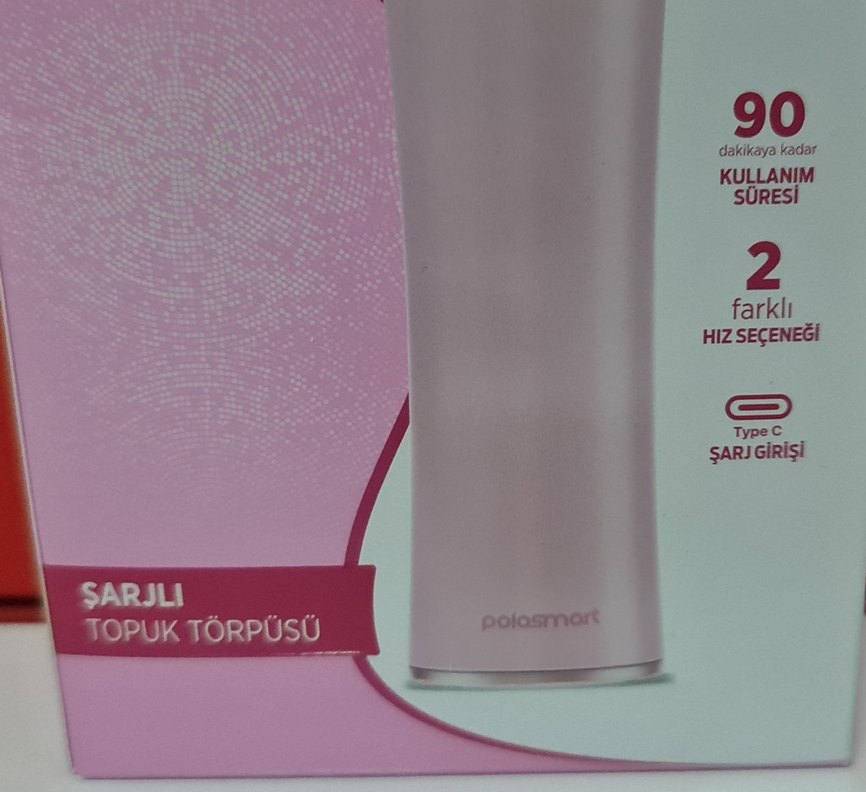 90
dakikaya kadar
KULLANIM
SÜRESİ
2
farklı
HIZ SEÇENEĞİ
Type C
ŞARJ GİRİŞİ
ŞARJLI
TOPUK TÖRPÜSÜ
polosmart